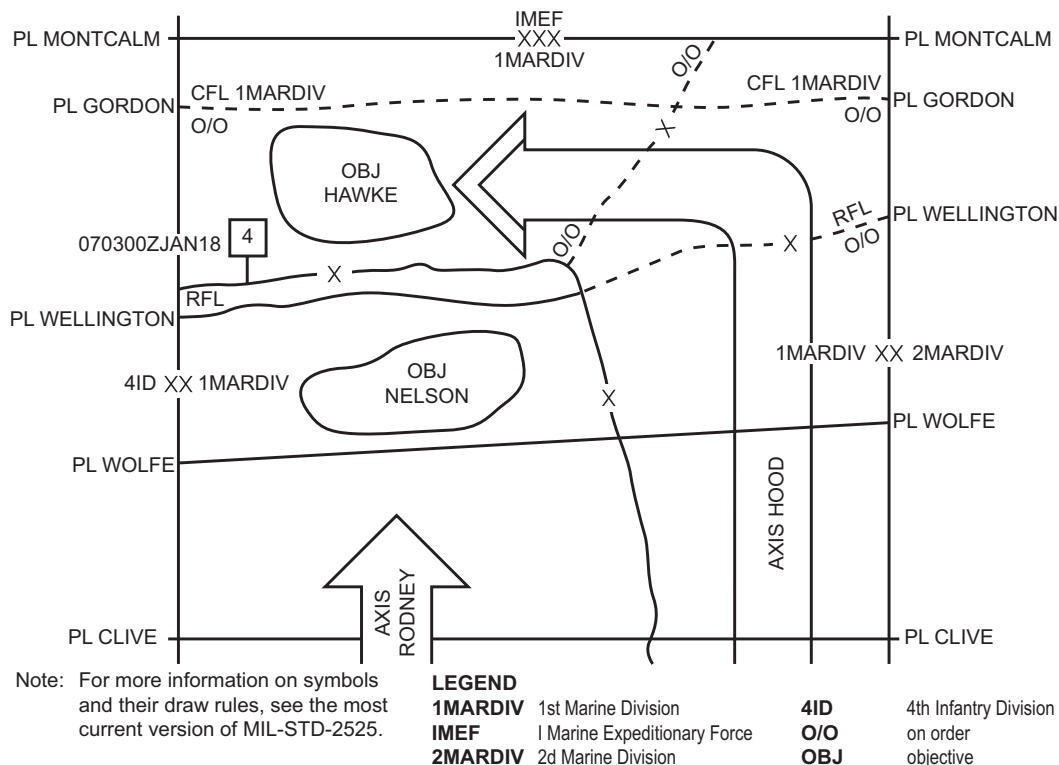 IMEF
PL MONTCALM XXX PL MONTCALM
1MARDIV
O/O
CFL 1MARDIV CFL 1MARDIV
PL GORDON PL GORDON
O/O O/O
X
OBJ
HAWKE
RFL
PL WELLINGTON
O/O
070300ZJAN18 4
O/O
X
X
RFL
PL WELLINGTON
1MARDIV XX 2MARDIV
OBJ
NELSON
4ID XX 1MARDIV
X
PL WOLFE
PL WOLFE
AXIS HOOD
AXIS
RODNEY
PL CLIVE PL CLIVE
Note: For more information on symbols
and their draw rules, see the most
current version of MIL-STD-2525.
LEGEND
1MARDIV 1st Marine Division 4ID 4th Infantry Division
IMEF I Marine Expeditionary Force O/O on order
2MARDIV 2d Marine Division OBJ objective